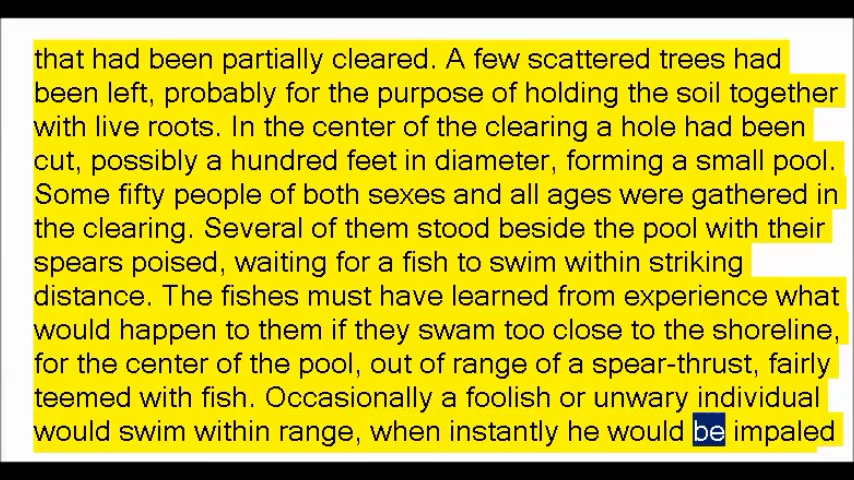 that had been partially cleared. A few scattered trees had
been left, probably for the purpose of holding the soil together
with live roots. In the center of the clearing a hole had been
cut, possibly a hundred feet in diameter, forming a small pool.
Some fifty people of both sexes and all ages were gathered in
the clearing. Several of them stood beside the pool with their
spears poised, waiting for a fish to swim within striking
distance. The fishes must have learned from experience what
would happen to them if they swam too close to the shoreline,
for the center of the pool, out of range of a spear-thrust, fairly
teemed with fish. Occasionally a foolish or unwary individual
would swim within range, when instantly he would be impaled